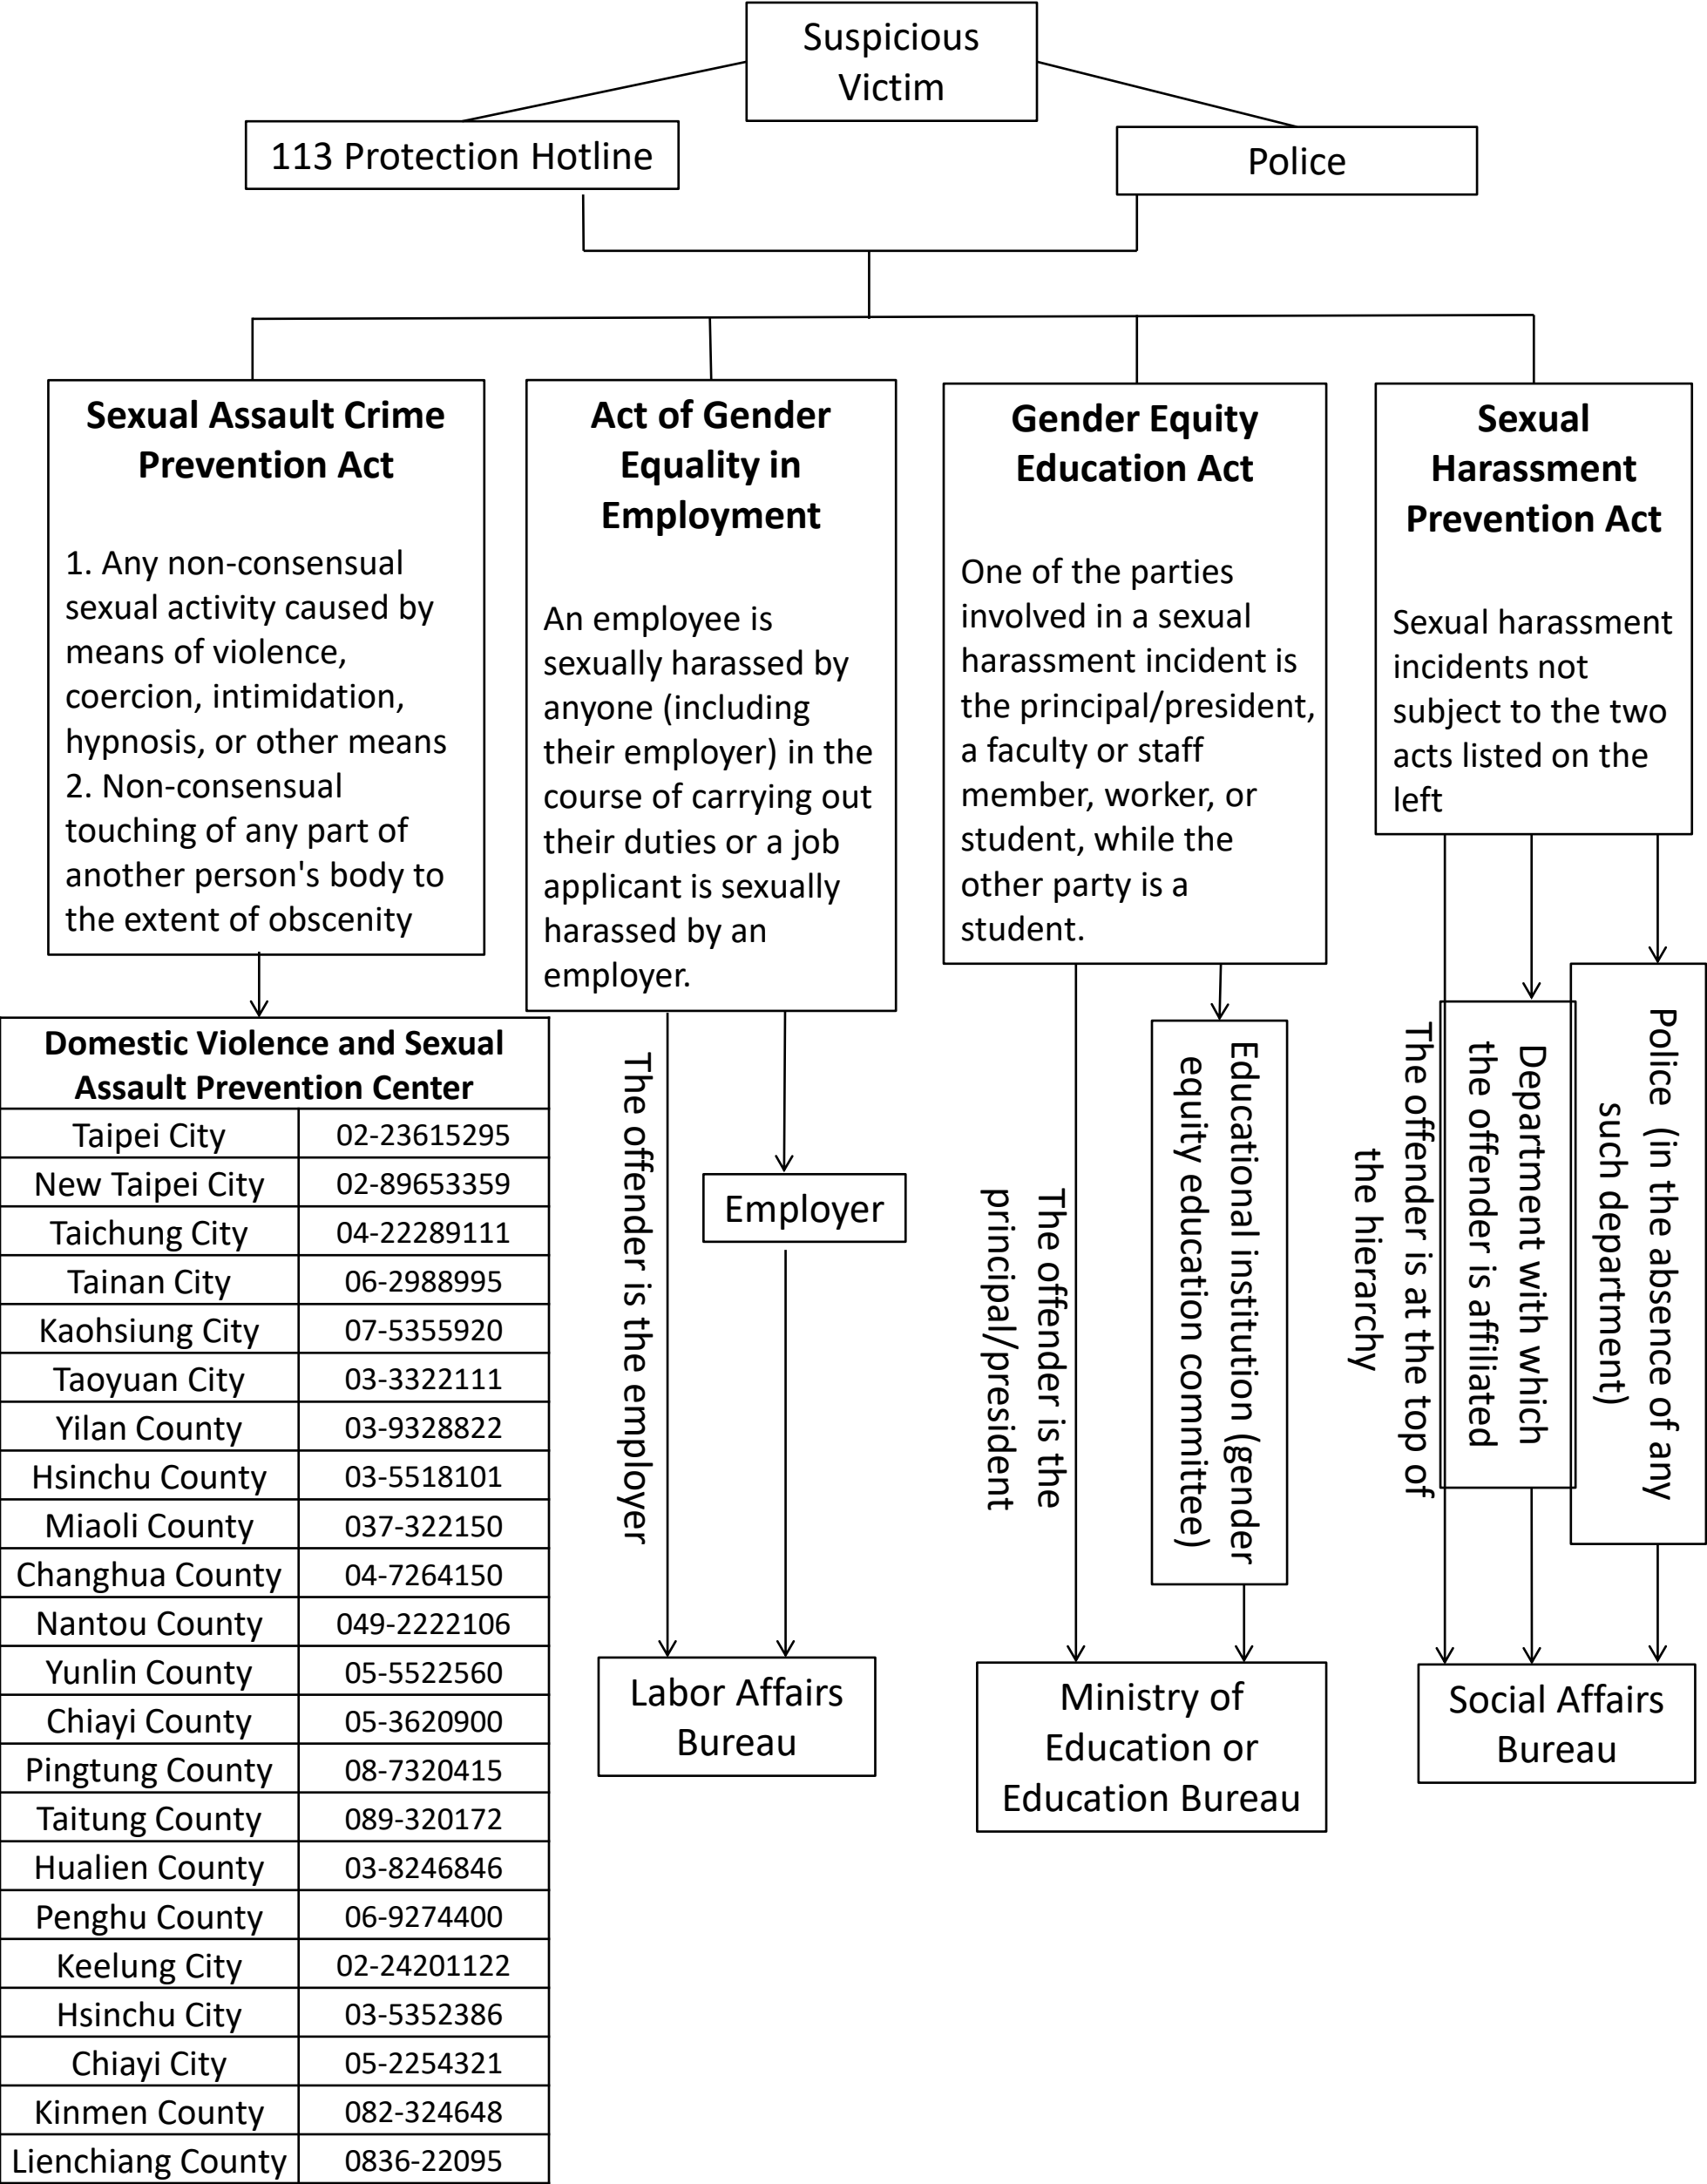 Suspicious
Victim
113 Protection Hotline
Police
Sexual Assault Crime
Prevention Act
1. Any non-consensual
sexual activity caused by
means of violence,
coercion, intimidation,
hypnosis, or other means
2. Non-consensual
touching of any part of
another person's body to
the extent of obscenity
Act of Gender
Equality in
Employment
An employee is
sexually harassed by
anyone (including
their employer) in the
course of carrying out
their duties or a job
applicant is sexually
harassed by an
employer.
Gender Equity
Education Act
One of the parties
involved in a sexual
harassment incident is
the principal/president,
a faculty or staff
member, worker, or
student, while the
other party is a
student.
Sexual
Harassment
Prevention Act
Sexual harassment
incidents not
subject to the two
acts listed on the
left
Domestic Violence and Sexual
Assault Prevention Center
Taipei City 02-23615295
New Taipei City 02-89653359
Taichung City 04-22289111
Tainan City 06-2988995
Kaohsiung City 07-5355920
Taoyuan City 03-3322111
Yilan County 03-9328822
Hsinchu County 03-5518101
Miaoli County 037-322150
Changhua County 04-7264150
Nantou County 049-2222106
Yunlin County 05-5522560
Chiayi County 05-3620900
Pingtung County 08-7320415
Taitung County 089-320172
Hualien County 03-8246846
Penghu County 06-9274400
Keelung City 02-24201122
Hsinchu City 03-5352386
Chiayi City 05-2254321
Kinmen County 082-324648
Lienchiang County 0836-22095
The offender is the employer
Employer
Labor Affairs
Bureau
The offender is the
principal/president
Educational institution (gender
equity education committee)
Ministry of
Education or
Education Bureau
The offender is at the top of
the hierarchy
Department with which
the offender is affiliated
Police (in the absence of any
such department)
Social Affairs
Bureau